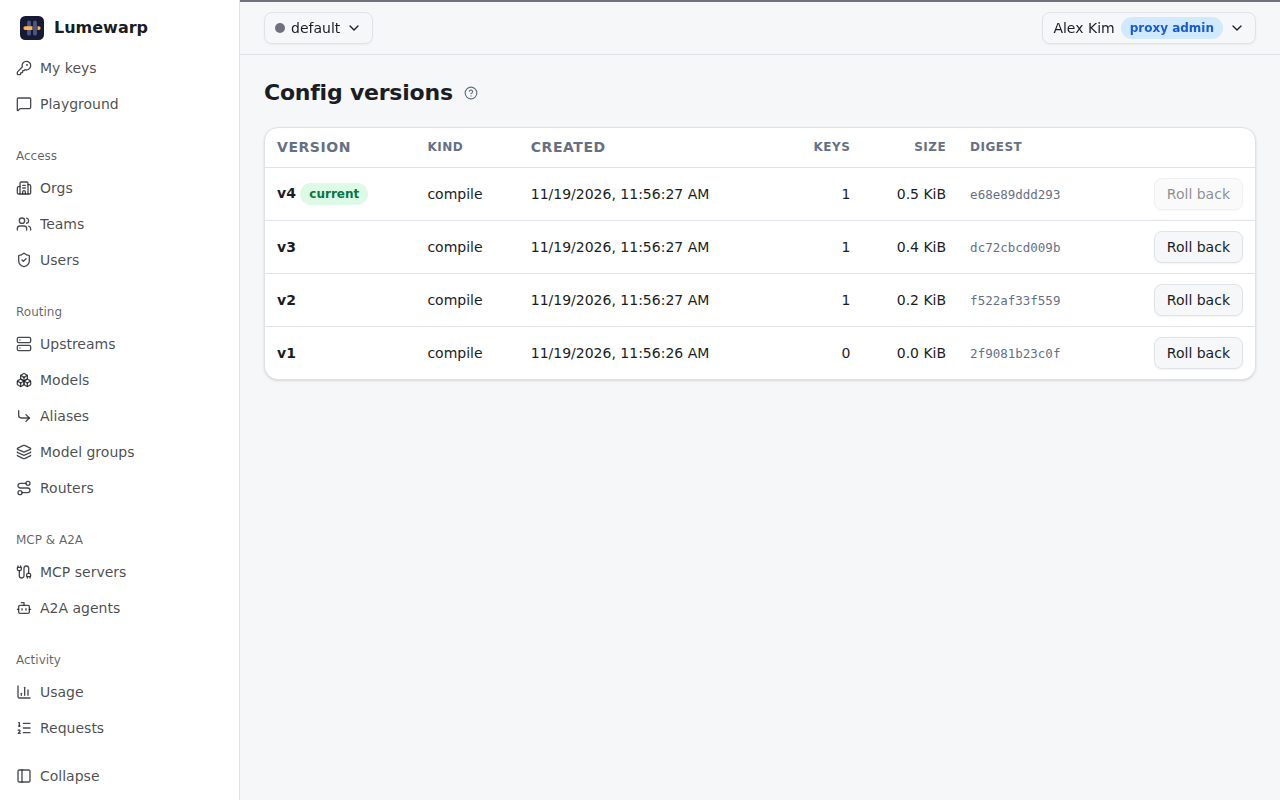 Lumewarp
My keys
Playground
Access
Orgs
Teams
Users
Routing
Upstreams
Models
Aliases
Model groups
Routers
MCP & A2A
MCP servers
A2A agents
Activity
Usage
Requests
Collapse
default
Alex Kim proxy admin
Config versions
VERSION KIND CREATED KEYS SIZE DIGEST
v4 current compile 11/19/2026, 11:56:27 AM 1 0.5 KiB e68e89ddd293 Roll back
v3 compile 11/19/2026, 11:56:27 AM 1 0.4 KiB dc72cbcd009b Roll back
v2 compile 11/19/2026, 11:56:27 AM 1 0.2 KiB f522af33f559 Roll back
v1 compile 11/19/2026, 11:56:26 AM 0 0.0 KiB 2f9081b23c0f Roll back